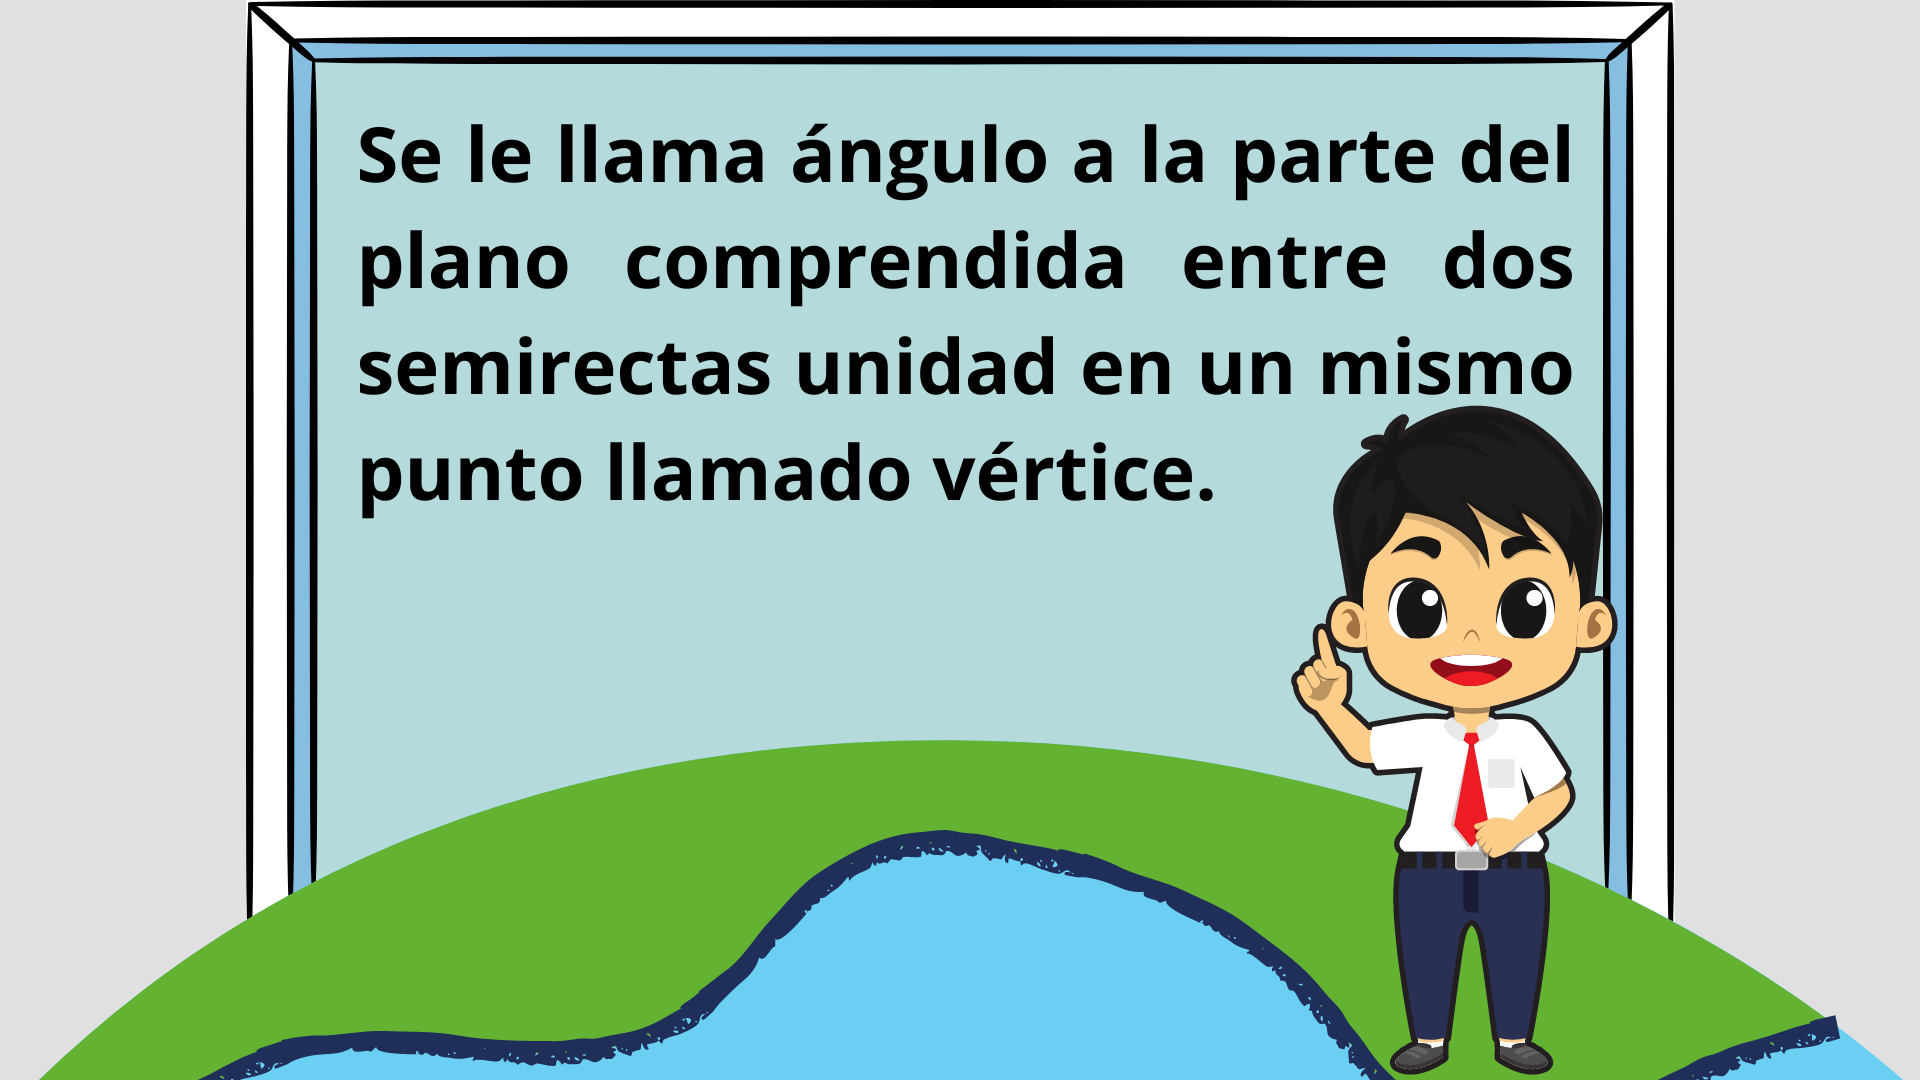 Se le llama ángulo a la parte del
plano comprendida entre dos
semirectas unidad en un mismo
punto llamado vértice.